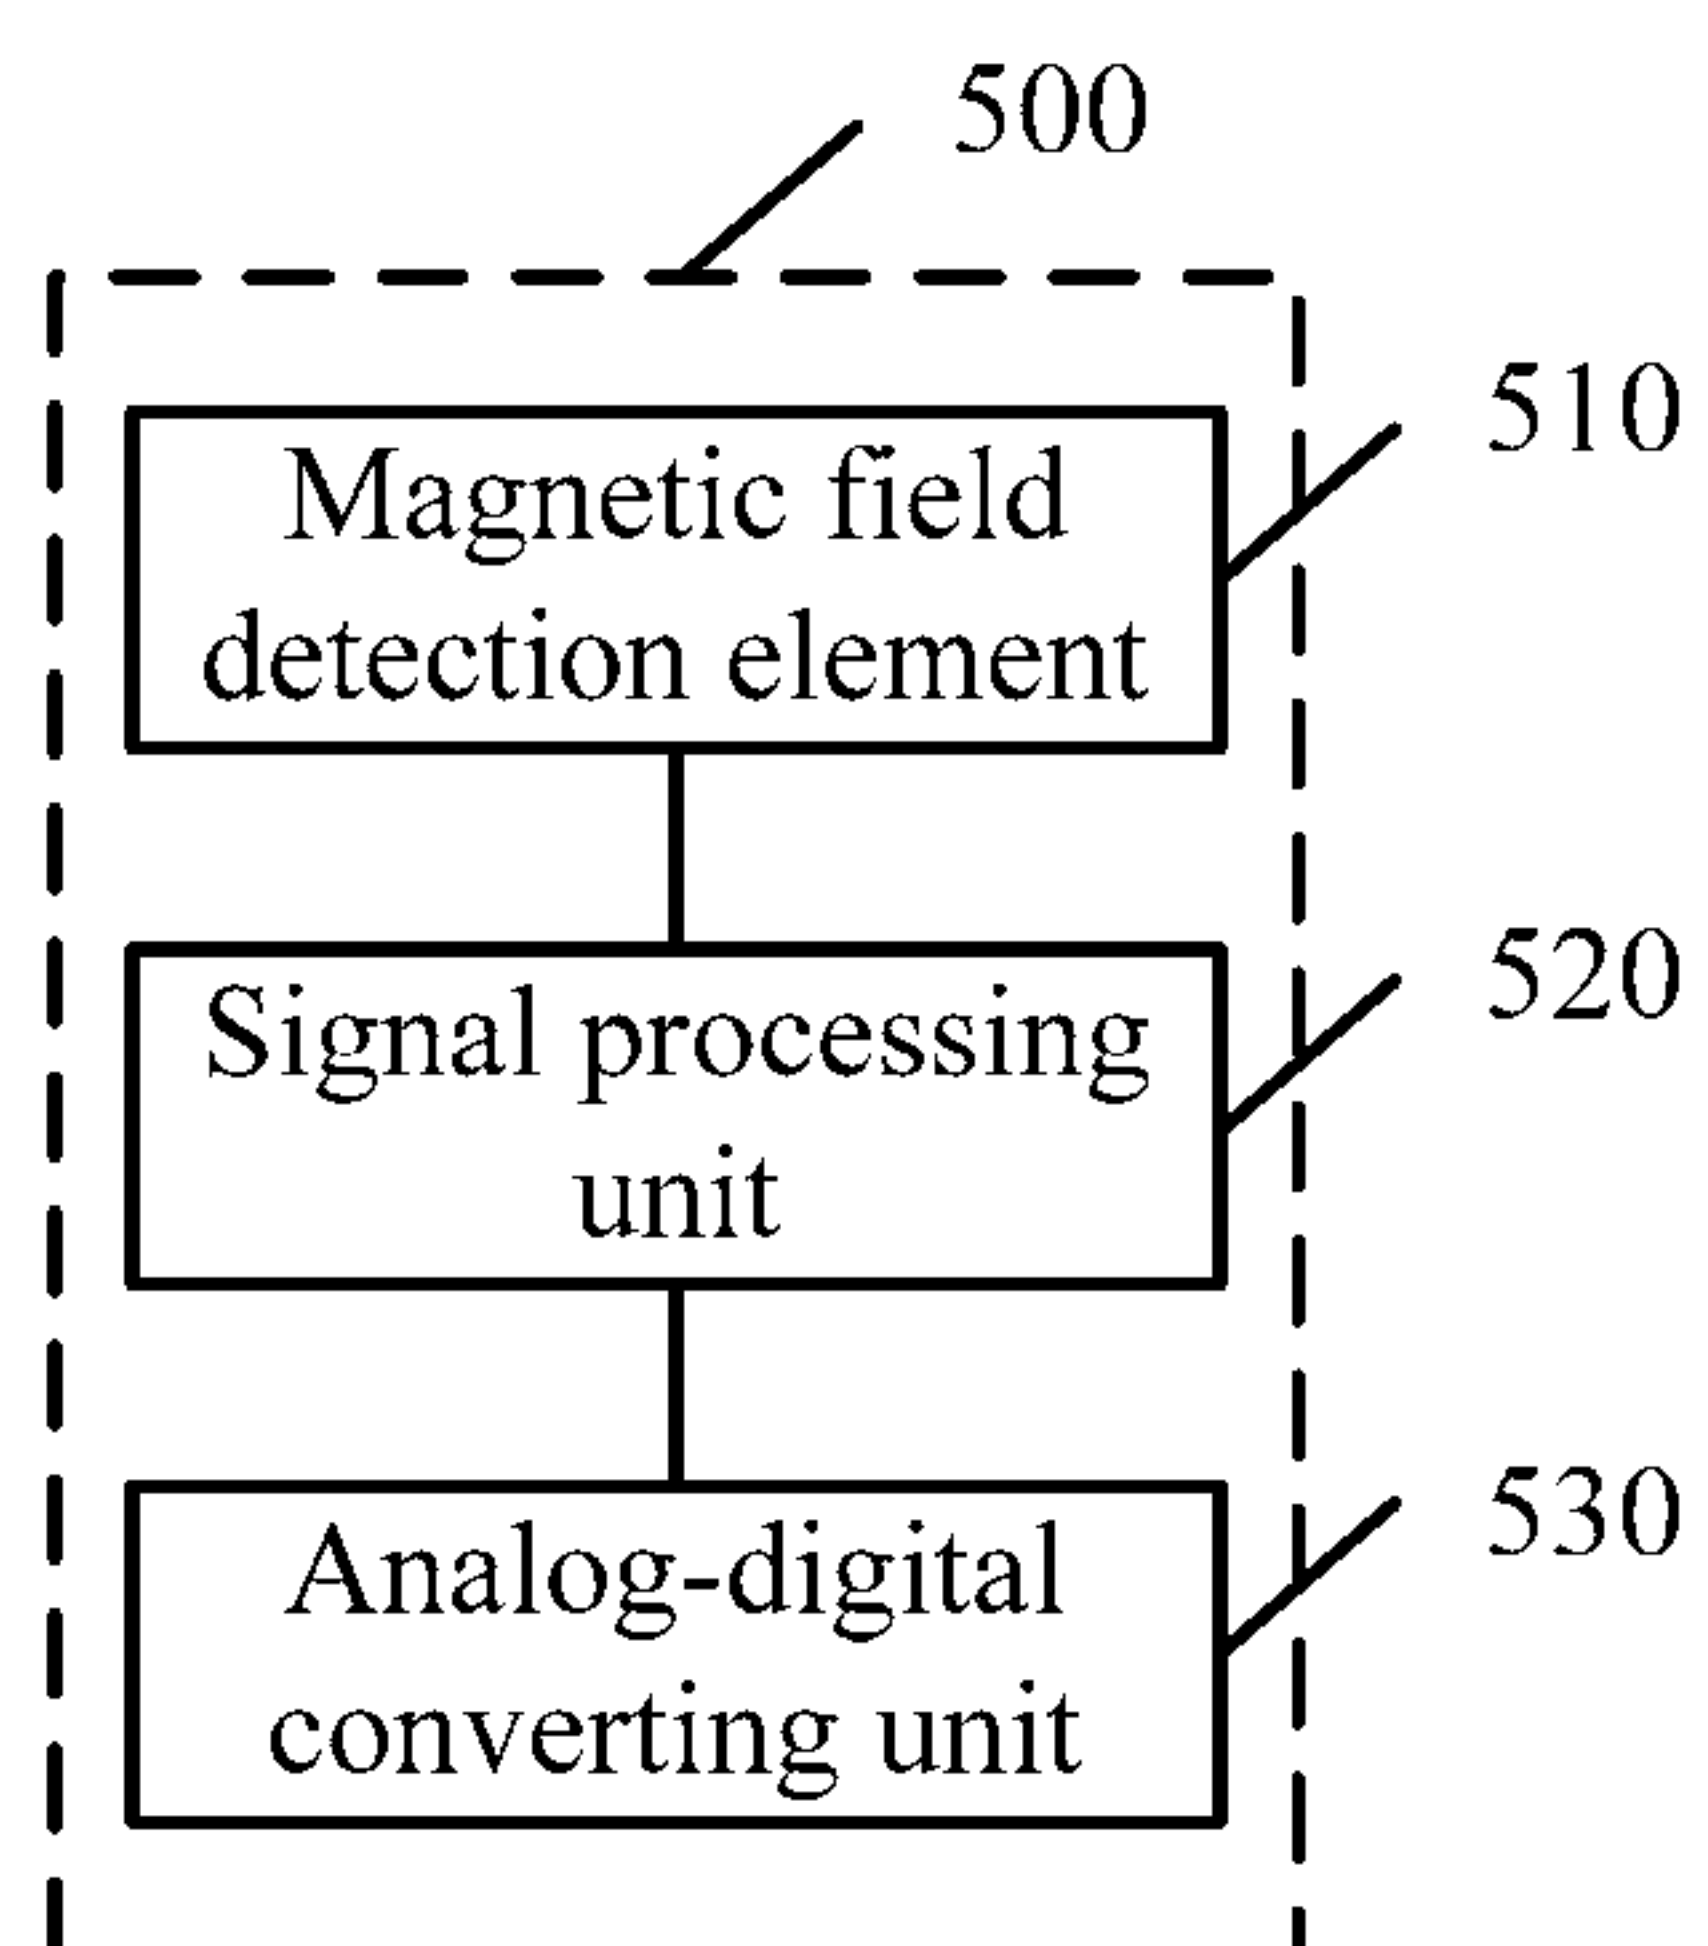 500
510
Magnetic field
detection element
520
Signal processing
unit
530
Analog-digital
converting unit